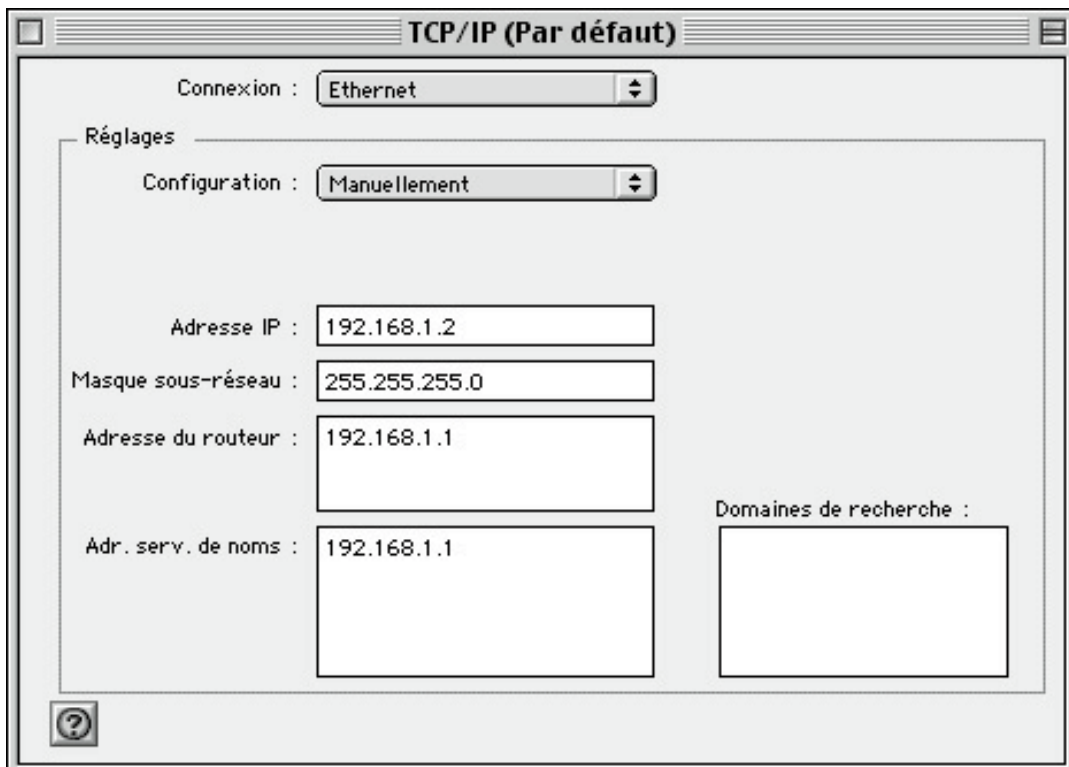 TCP/IP (Par défaut)
Connexion : Ethernet
Réglages
Configuration : Manuellement
Adresse IP : 192.168.1.2
Masque sous-réseau : 255.255.255.0
Adresse du routeur : 192.168.1.1
Domaines de recherche :
Adr. serv. de noms : 192.168.1.1
?